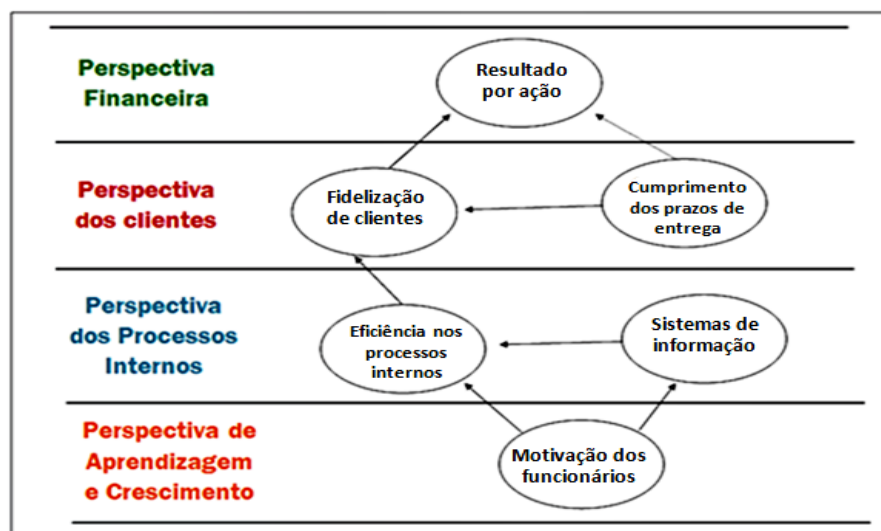 Perspectiva
Financeira
Resultado
por ação
Perspectiva
dos clientes
Fidelização
de clientes
Cumprimento
dos prazos de
entrega
Perspectiva
dos Processos
Internos
Eficiência nos
processos
internos
Sistemas de
informação
Perspectiva de
Aprendizagem
e Crescimento
Motivação dos
funcionários